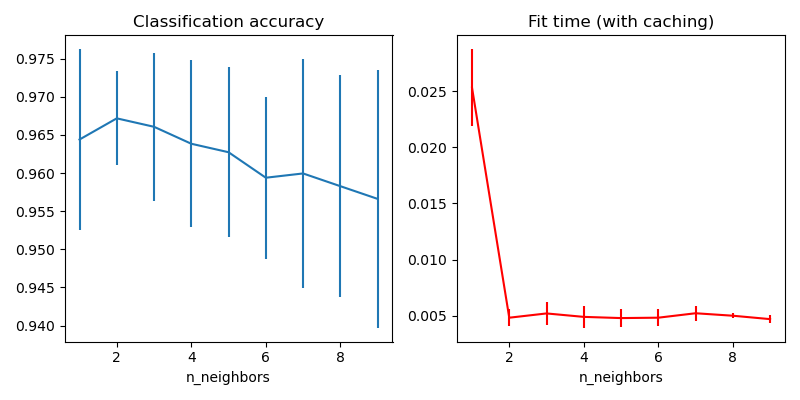 Classification accuracy
0.975
0.970
0.965
0.960
0.955
0.950
0.945
0.940
2 4 6 8
n_neighbors
Fit time (with caching)
0.025
0.020
0.015
0.010
0.005
2 4 6 8
n_neighbors